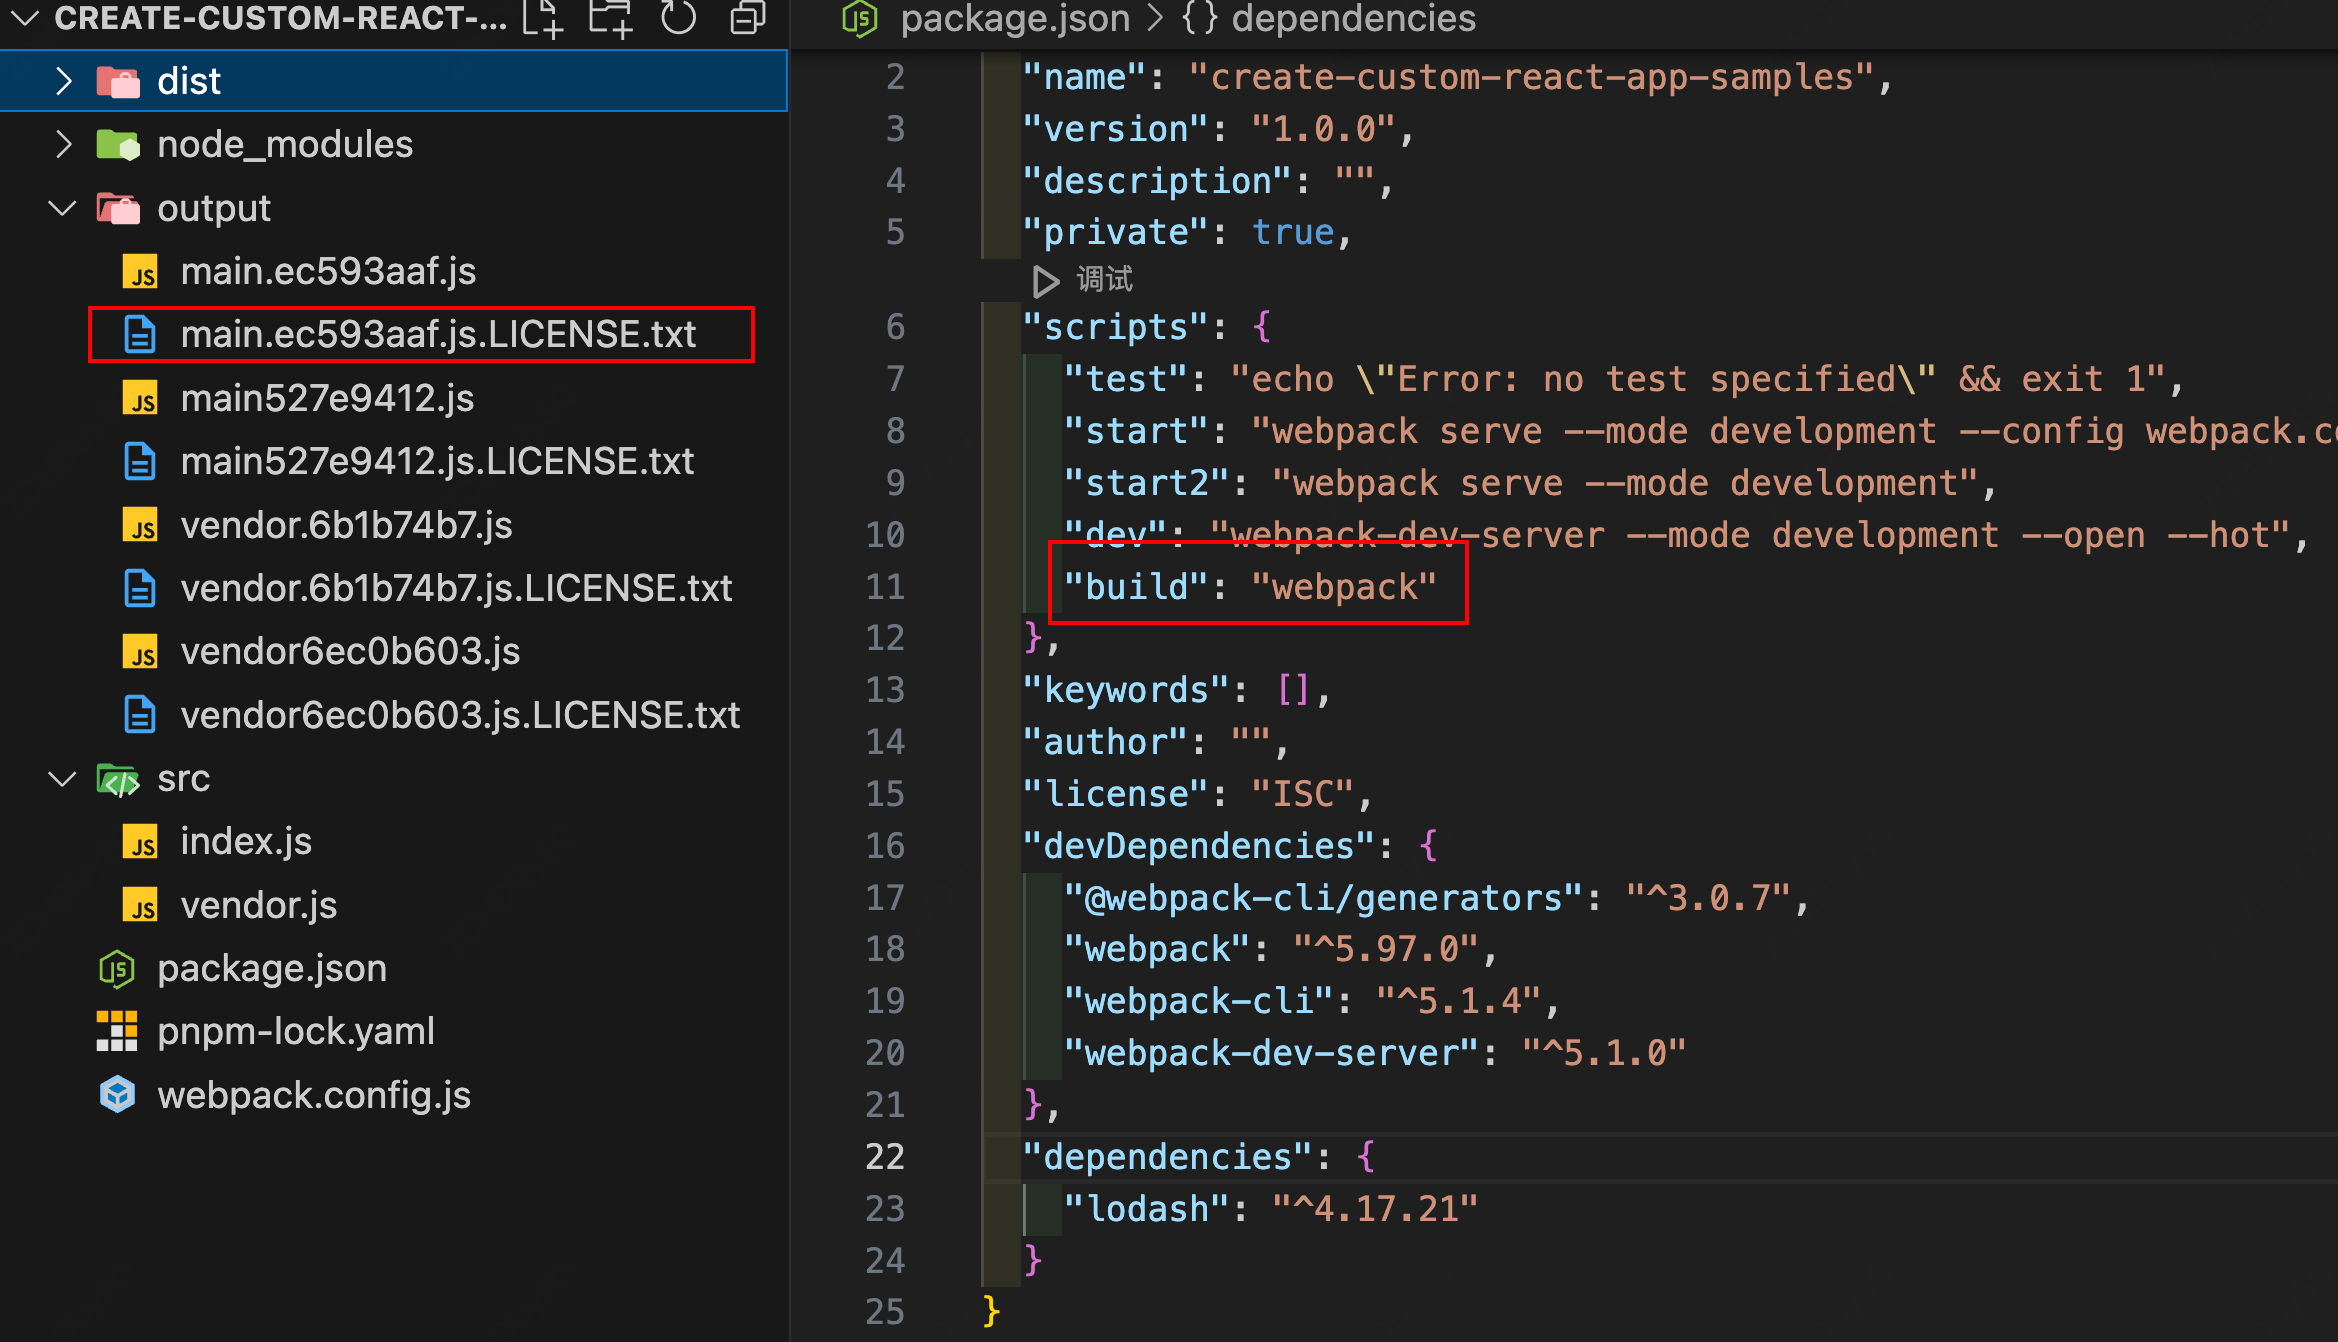 CREATE-CUSTOM-REACT-...
dist
node_modules
output
main.ec593aaf.js
main.ec593aaf.js.LICENSE.txt
main527e9412.js
main527e9412.js.LICENSE.txt
vendor.6b1b74b7.js
vendor.6b1b74b7.js.LICENSE.txt
vendor6ec0b603.js
vendor6ec0b603.js.LICENSE.txt
src
index.js
vendor.js
package.json
pnpm-lock.yaml
webpack.config.js
package.json > {} dependencies
2 "name": "create-custom-react-app-samples",
3 "version": "1.0.0",
4 "description": "",
5 "private": true,
调试
6 "scripts": {
7 "test": "echo \"Error: no test specified\" && exit 1",
8 "start": "webpack serve --mode development --config webpack.c
9 "start2": "webpack serve --mode development",
10 "dev": "webpack-dev-server --mode development --open --hot",
11 "build": "webpack"
12 },
13 "keywords": [],
14 "author": "",
15 "license": "ISC",
16 "devDependencies": {
17 "@webpack-cli/generators": "^3.0.7",
18 "webpack": "^5.97.0",
19 "webpack-cli": "^5.1.4",
20 "webpack-dev-server": "^5.1.0"
21 },
22 "dependencies": {
23 "lodash": "^4.17.21"
24 }
25 }